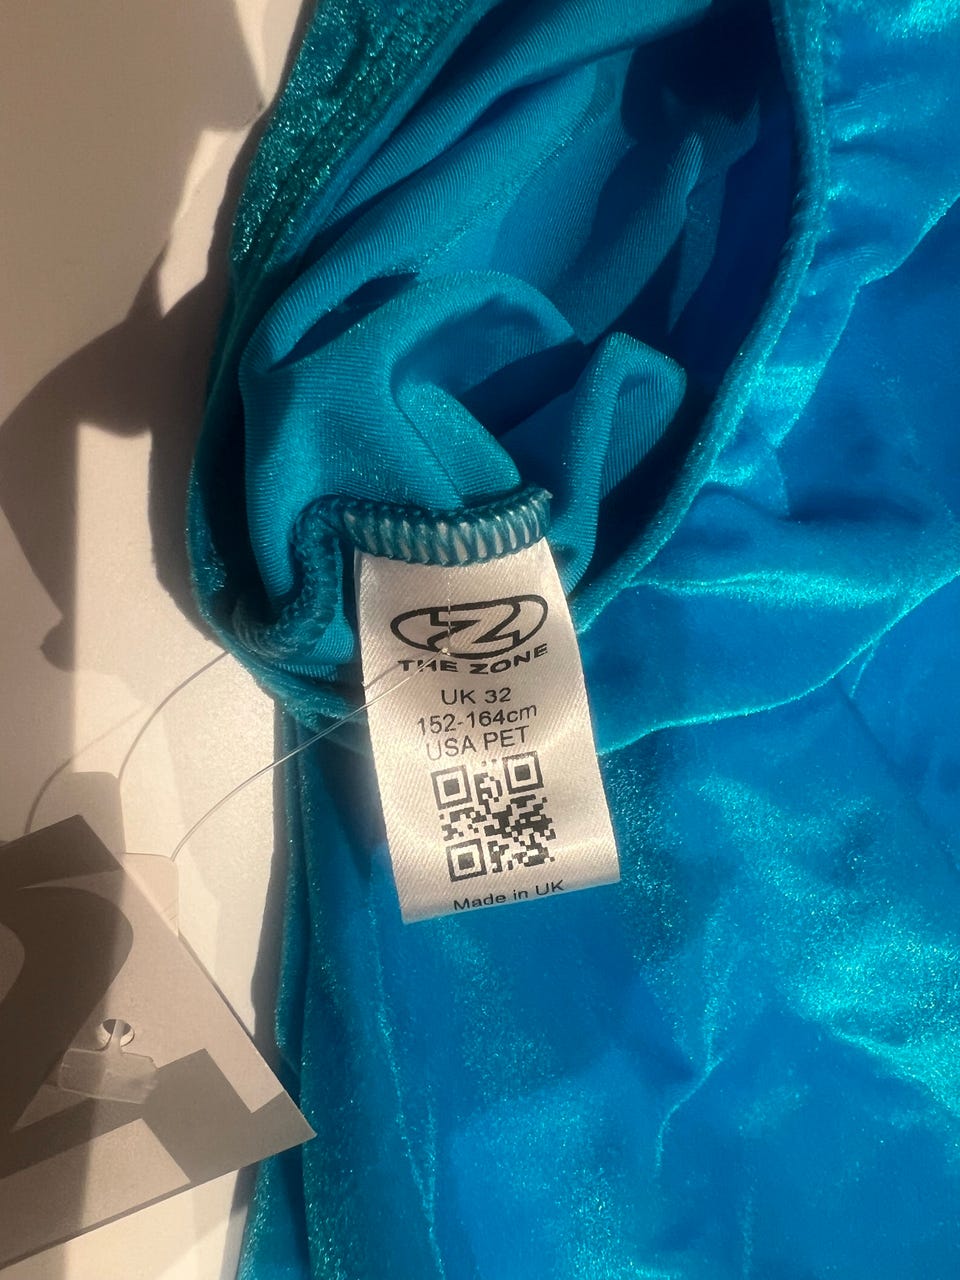 Z
THE ZONE
UK 32
152-164cm
USA PET
Made in UK